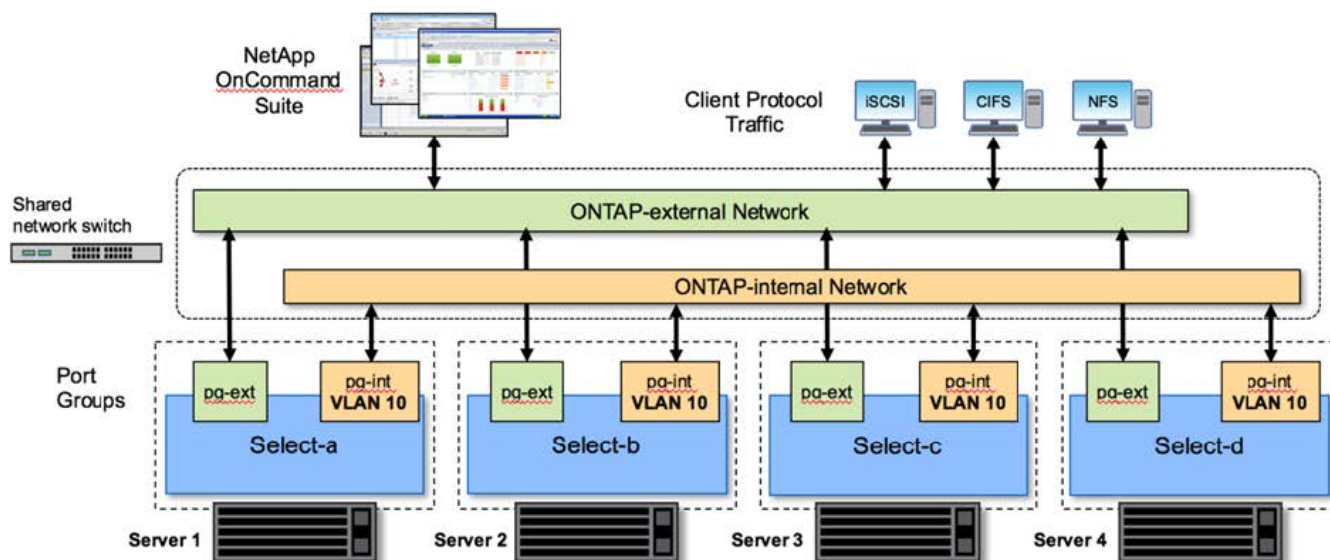 NetApp
OnCommand
Suite
Client Protocol
Traffic
iSCSI
CIFS
NFS
Shared
network switch
ONTAP-external Network
ONTAP-internal Network
Port
Groups
pg-ext
pg-int
VLAN 10
Select-a
pg-ext
pg-int
VLAN 10
Select-b
pg-ext
pg-int
VLAN 10
Select-c
pg-ext
pg-int
VLAN 10
Select-d
Server 1
Server 2
Server 3
Server 4